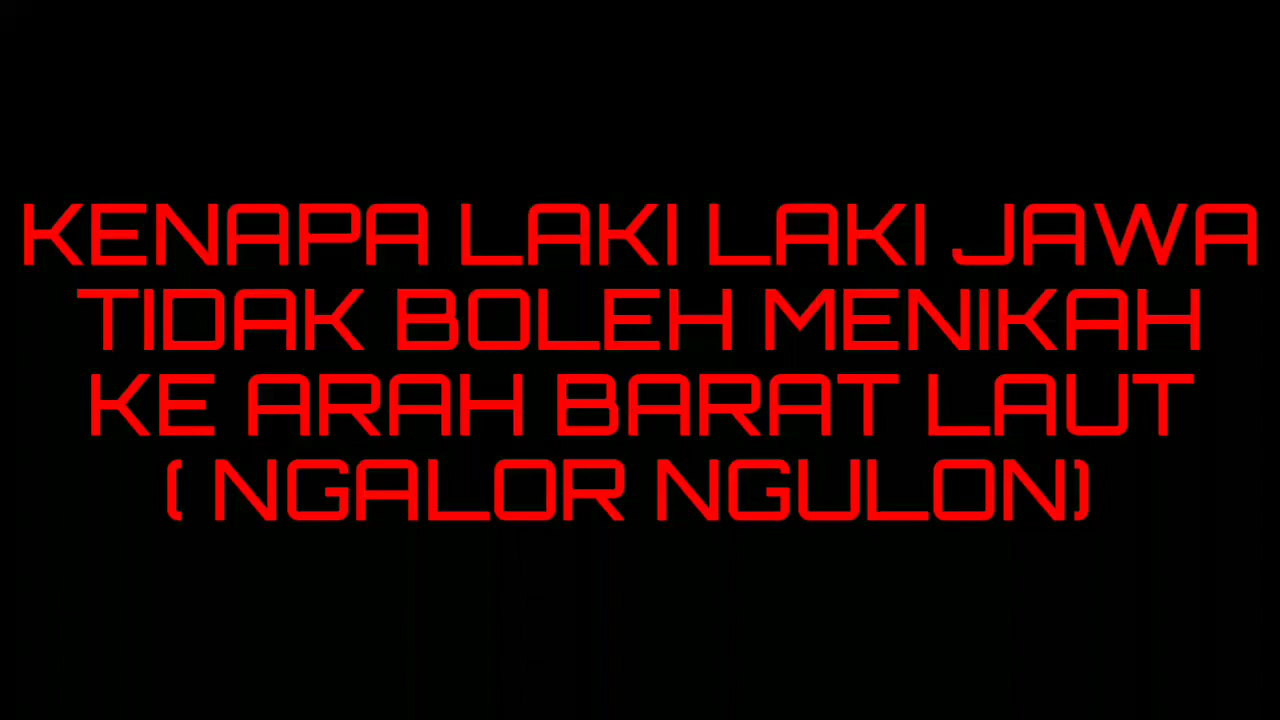 KENAPA LAKI LAKI JAWA
TIDAK BOLEH MENIKAH
KE ARAH BARAT LAUT
( NGALOR NGULON)